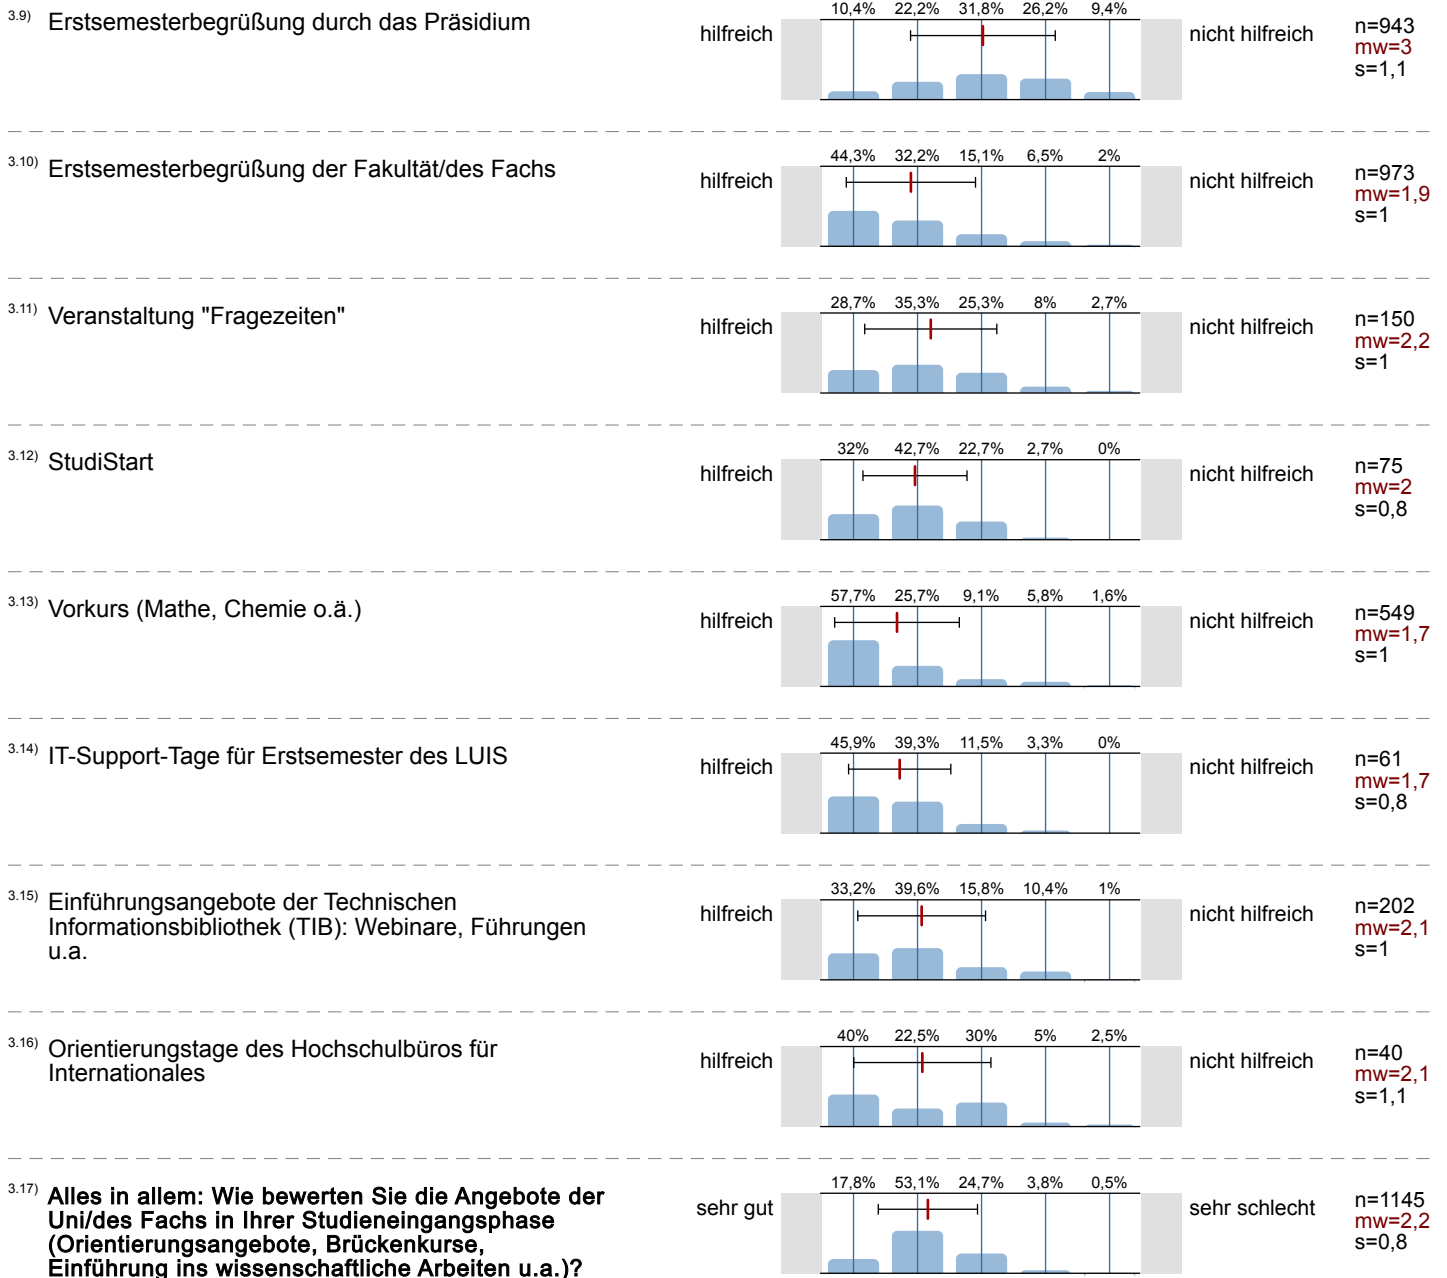 3.9) Erstsemesterbegrüßung durch das Präsidium
10,4% 22,2% 31,8% 26,2% 9,4%
hilfreich nicht hilfreich
n=943
mw=3
s=1,1
3.10) Erstsemesterbegrüßung der Fakultät/des Fachs
44,3% 32,2% 15,1% 6,5% 2%
hilfreich nicht hilfreich
n=973
mw=1,9
s=1
3.11) Veranstaltung "Fragezeiten"
28,7% 35,3% 25,3% 8% 2,7%
hilfreich nicht hilfreich
n=150
mw=2,2
s=1
3.12) StudiStart
32% 42,7% 22,7% 2,7% 0%
hilfreich nicht hilfreich
n=75
mw=2
s=0,8
3.13) Vorkurs (Mathe, Chemie o.ä.)
57,7% 25,7% 9,1% 5,8% 1,6%
hilfreich nicht hilfreich
n=549
mw=1,7
s=1
3.14) IT-Support-Tage für Erstsemester des LUIS
45,9% 39,3% 11,5% 3,3% 0%
hilfreich nicht hilfreich
n=61
mw=1,7
s=0,8
3.15) Einführungsangebote der Technischen
Informationsbibliothek (TIB): Webinare, Führungen
u.a.
33,2% 39,6% 15,8% 10,4% 1%
hilfreich nicht hilfreich
n=202
mw=2,1
s=1
3.16) Orientierungstage des Hochschulbüros für
Internationales
40% 22,5% 30% 5% 2,5%
hilfreich nicht hilfreich
n=40
mw=2,1
s=1,1
3.17) Alles in allem: Wie bewerten Sie die Angebote der
Uni/des Fachs in Ihrer Studieneingangsphase
(Orientierungsangebote, Brückenkurse,
Einführung ins wissenschaftliche Arbeiten u.a.)?
17,8% 53,1% 24,7% 3,8% 0,5%
sehr gut sehr schlecht
n=1145
mw=2,2
s=0,8